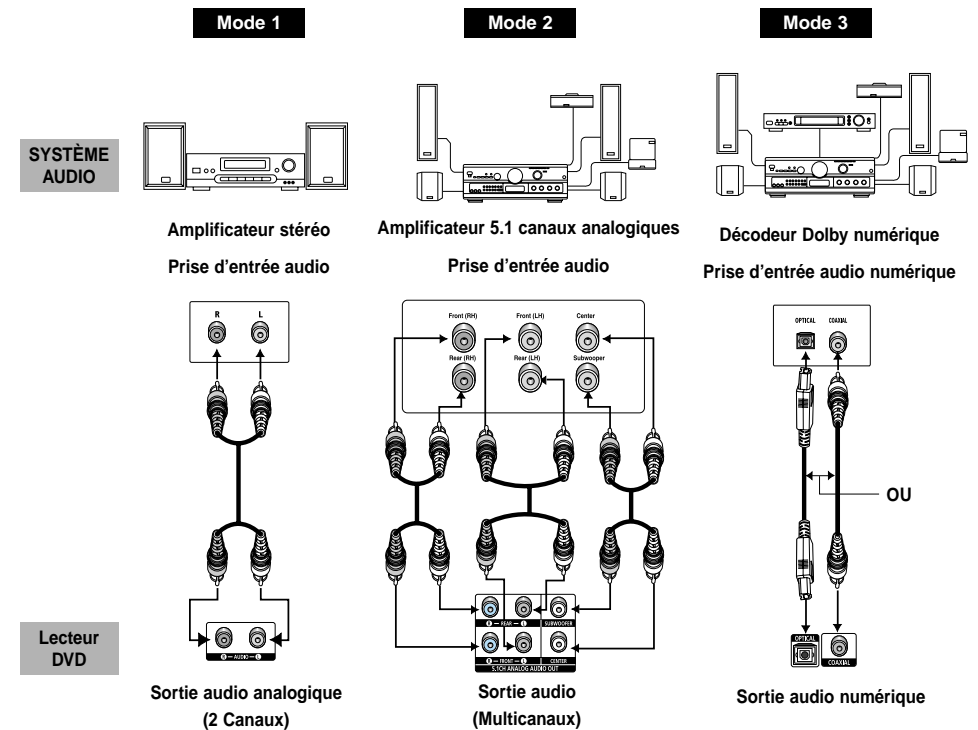 Mode 1
Mode 2
Mode 3
SYSTÈME
AUDIO
Amplificateur stéréo
Amplificateur 5.1 canaux analogiques
Décodeur Dolby numérique
Prise d'entrée audio
Prise d'entrée audio
Prise d'entrée audio numérique
R L
Front (RH) Front (LH) Center
Rear (RH) Rear (LH) Subwooper
OPTICAL COAXIAL
OU
Lecteur
DVD
R — AUDIO — L
R — REAR — L SUBWOOFER
R — FRONT — L CENTER
5.1CH ANALOG AUDIO OUT
OPTICAL
COAXIAL
Sortie audio analogique
(2 Canaux)
Sortie audio
(Multicanaux)
Sortie audio numérique